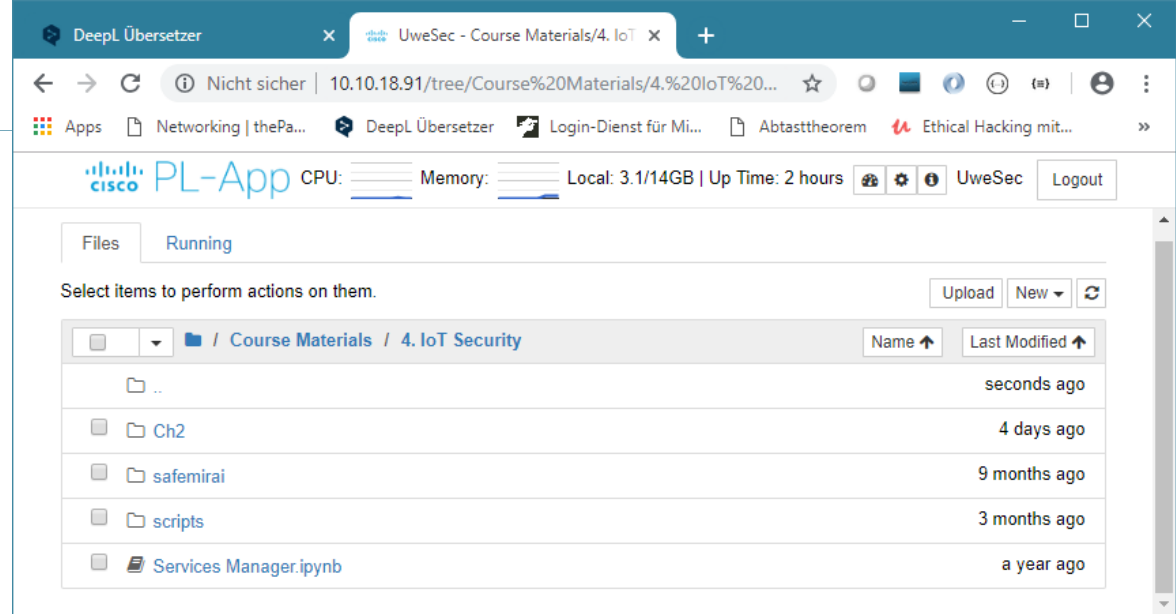 DeepL Übersetzer
UweSec - Course Materials/4. IoT
Nicht sicher | 10.10.18.91/tree/Course%20Materials/4.%20IoT%20...
Apps Networking | thePa... DeepL Übersetzer Login-Dienst für Mi... Abtasttheorem Ethical Hacking mit... »
cisco PL-App CPU: Memory: Local: 3.1/14GB | Up Time: 2 hours UweSec Logout
Files Running
Select items to perform actions on them. Upload New
/ Course Materials / 4. IoT Security Name Last Modified
.. seconds ago
Ch2 4 days ago
safemirai 9 months ago
scripts 3 months ago
Services Manager.ipynb a year ago